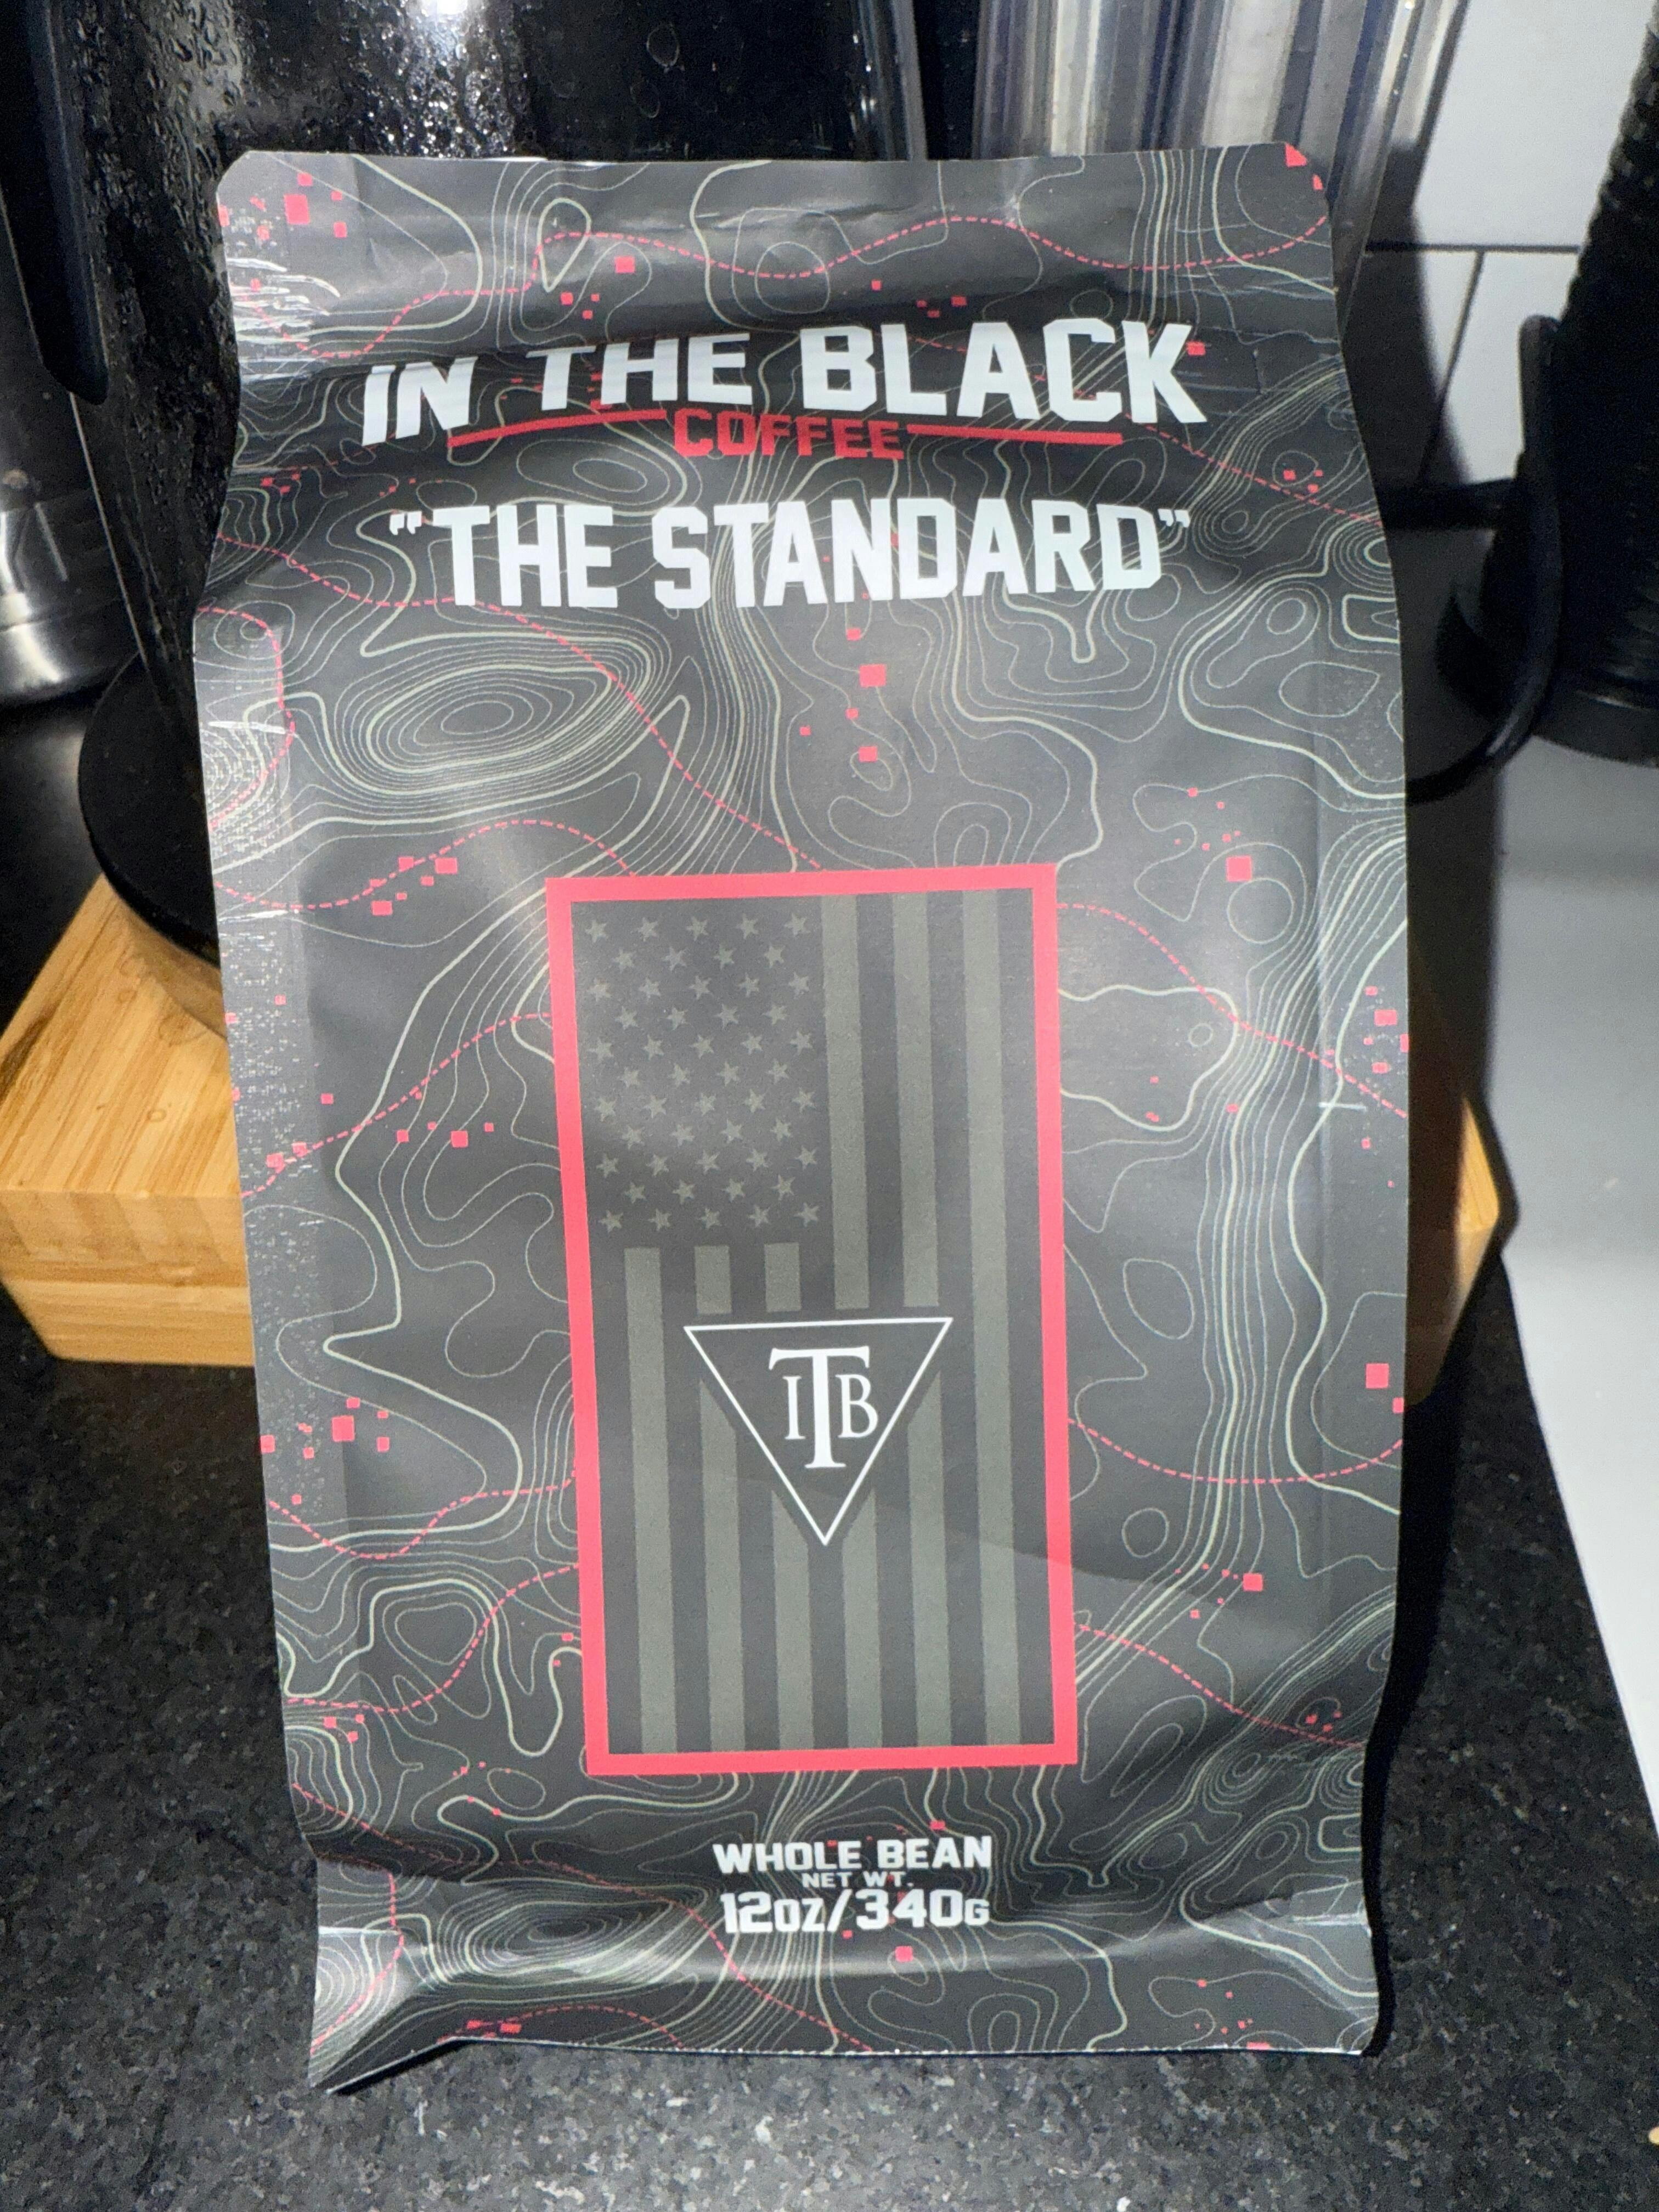 IN THE BLACK
COFFEE
"THE STANDARD"
ITB
WHOLE BEAN
NET WT.
12OZ/340G